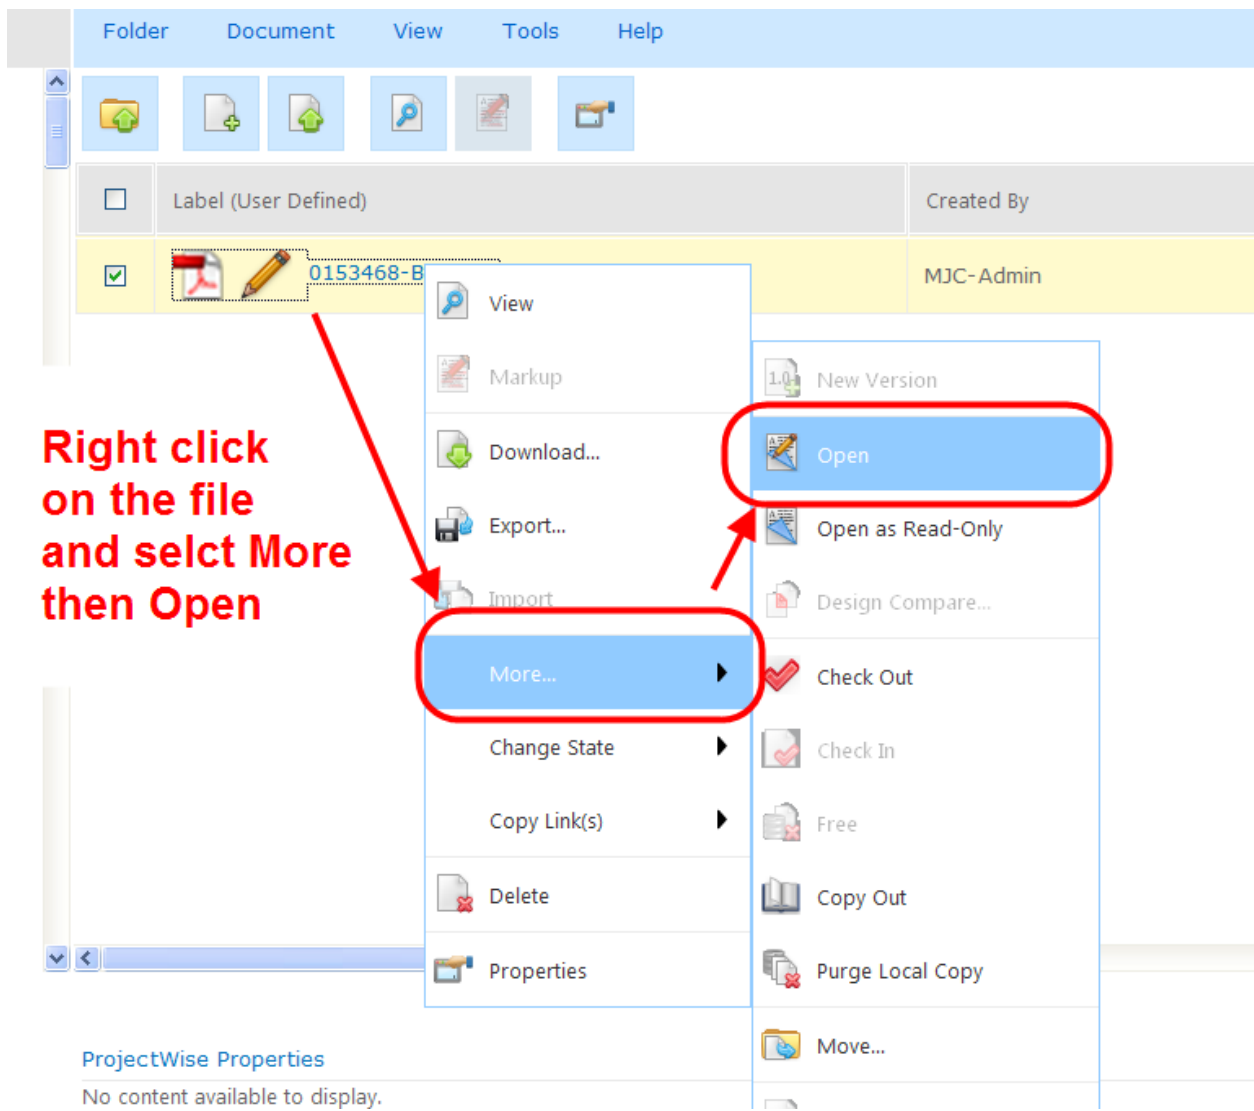 Folder Document View Tools Help
Label (User Defined) Created By
0153468-B MJC-Admin
View
Markup
Download...
Export...
Import
More...
Change State
Copy Link(s)
Delete
Properties
1.0 New Version
Open
Open as Read-Only
Design Compare...
Check Out
Check In
Free
Copy Out
Purge Local Copy
Move...
Right click
on the file
and selct More
then Open
ProjectWise Properties
No content available to display.